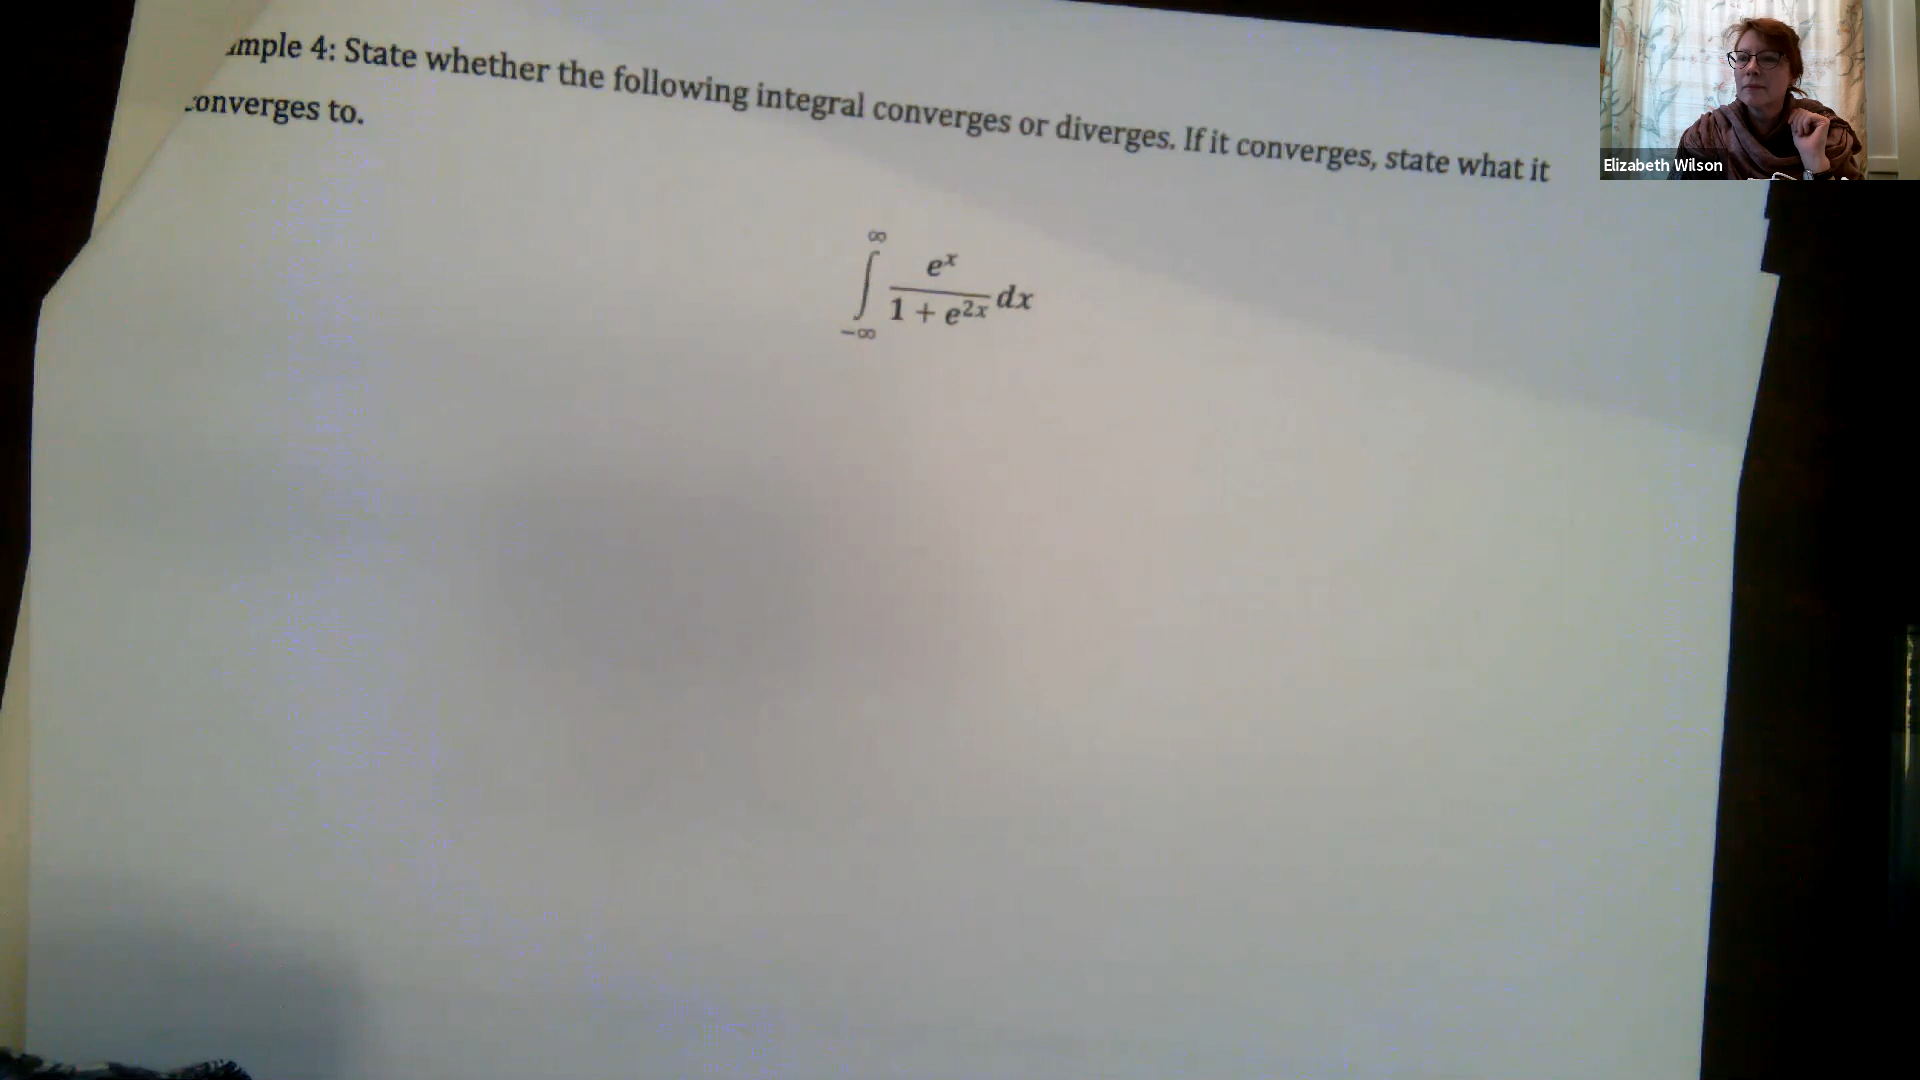 mple 4: State whether the following integral converges or diverges. If it converges, state what it
converges to.
∫_{-∞}^{∞} e^x / (1 + e^{2x}) dx
Elizabeth Wilson